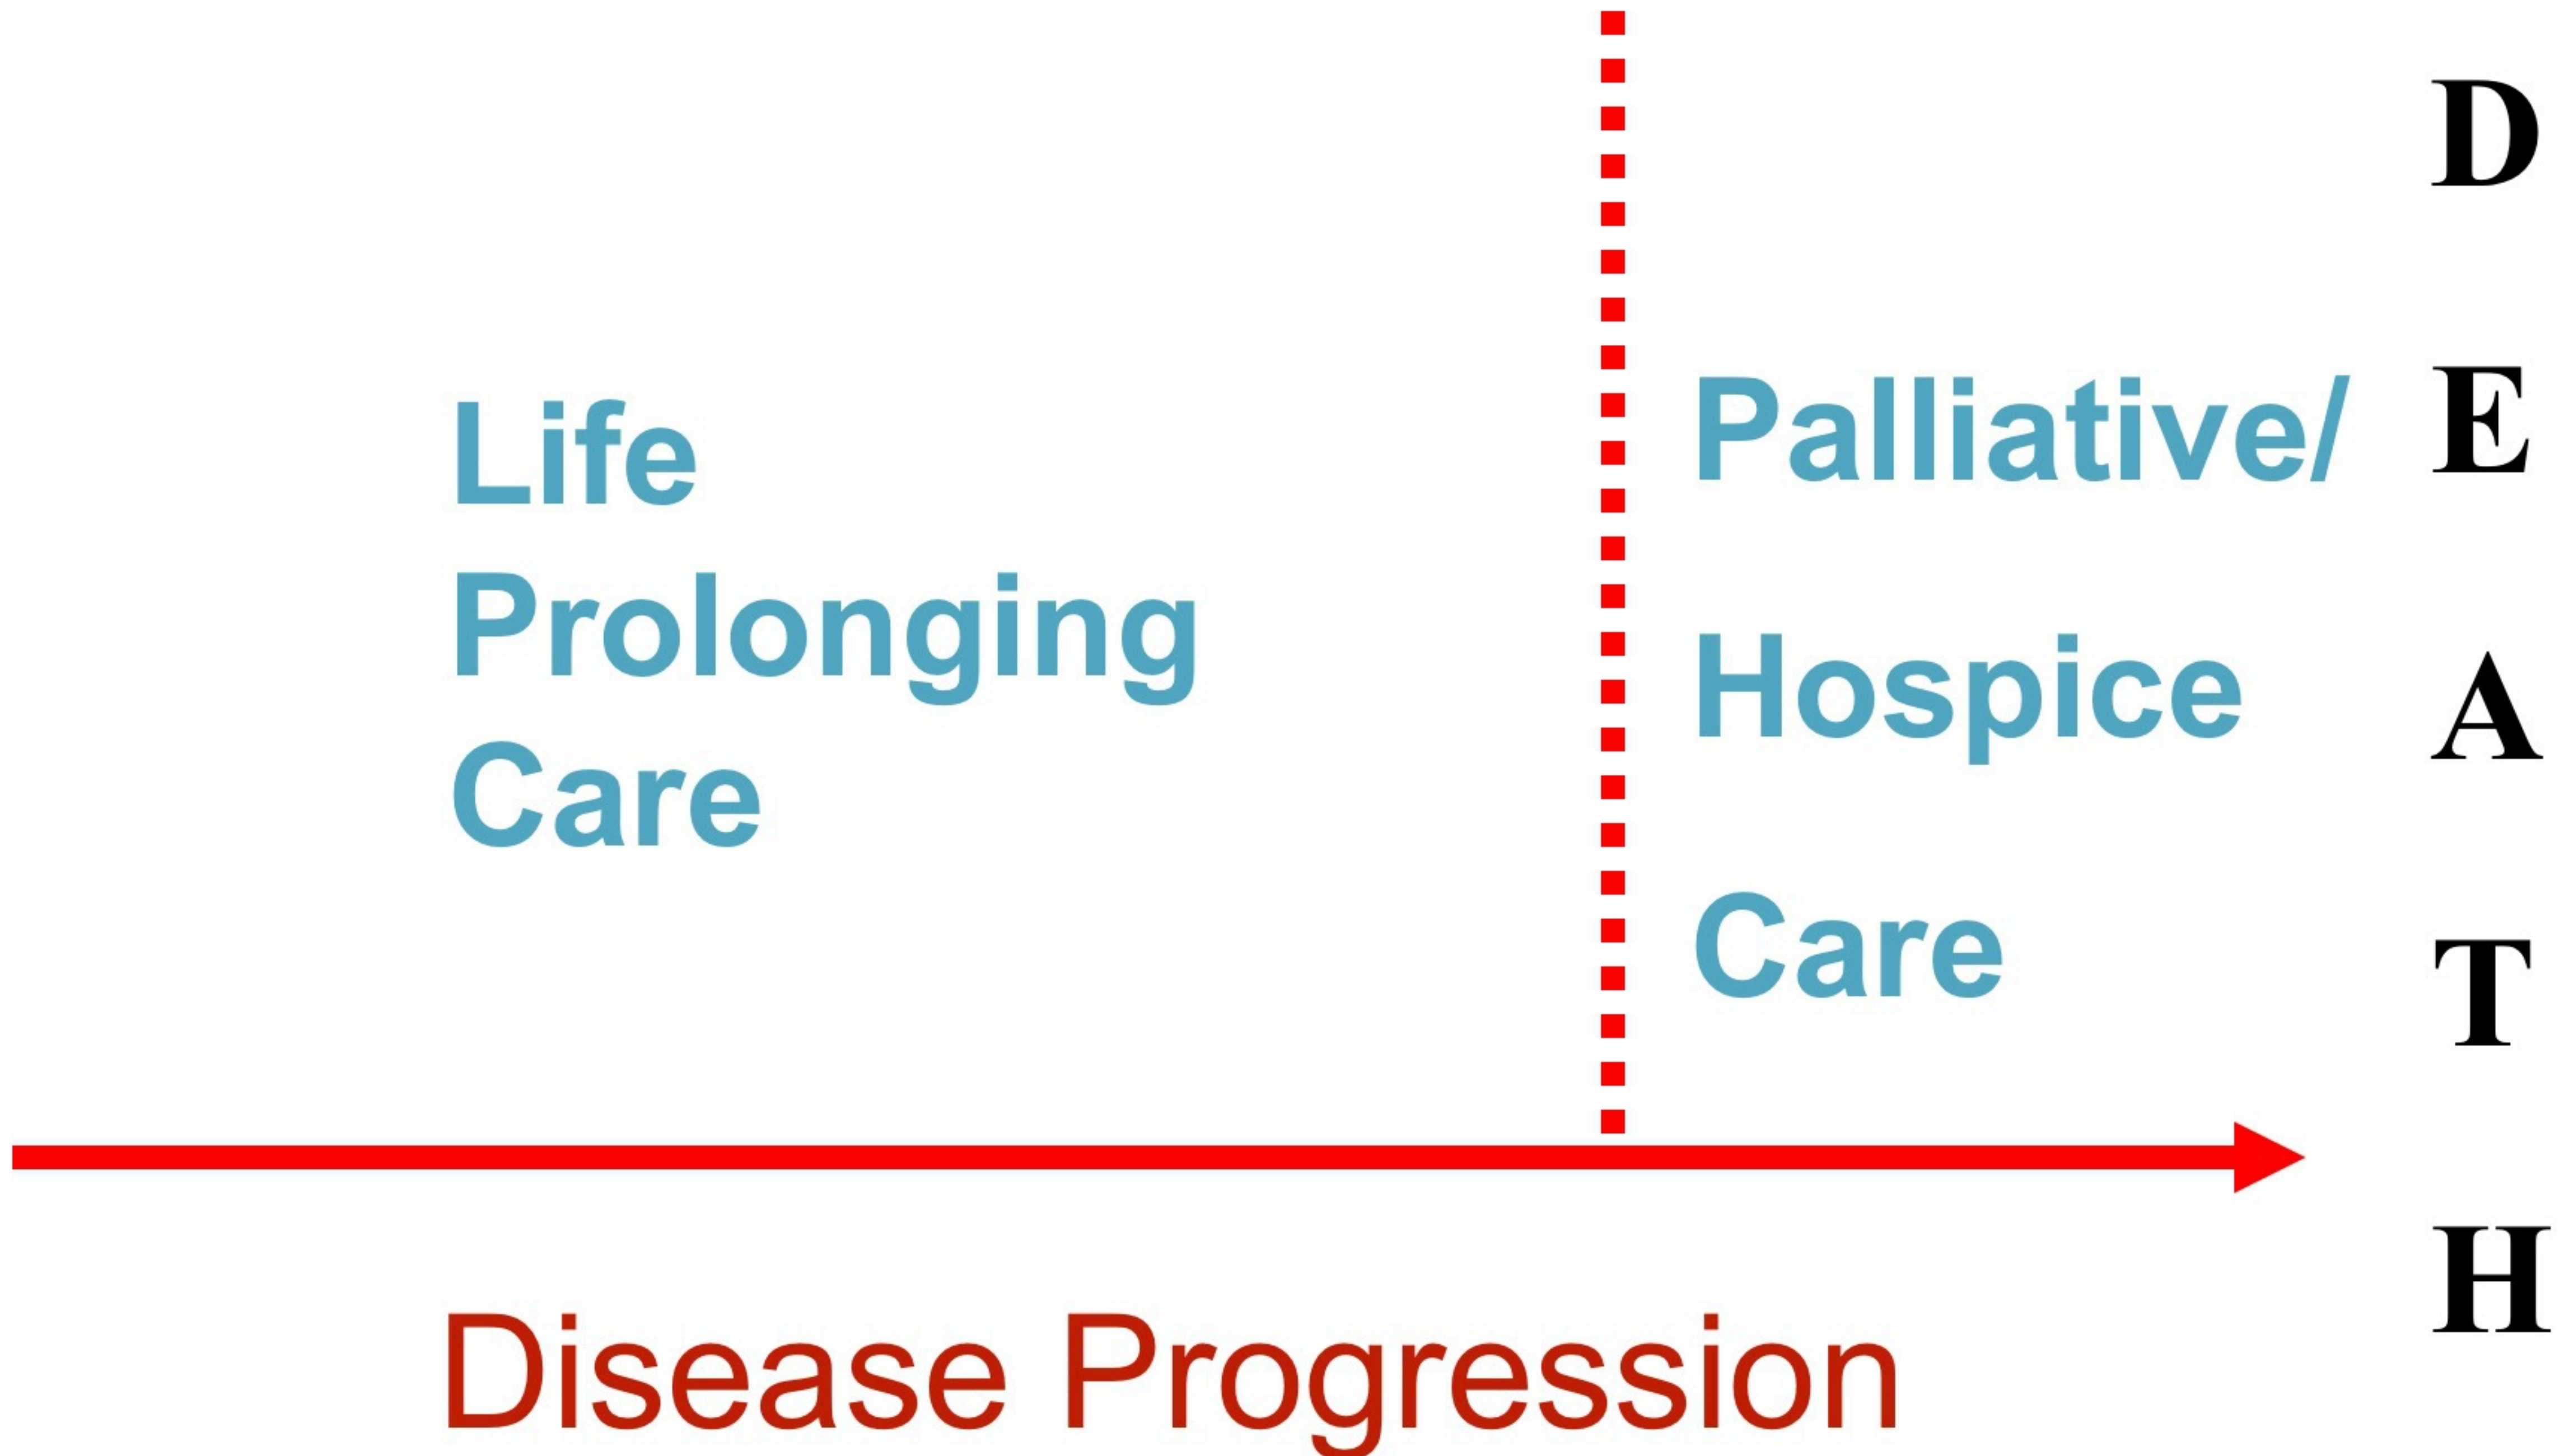 Life
Prolonging
Care
Palliative/
Hospice
Care
D
E
A
T
H
Disease Progression